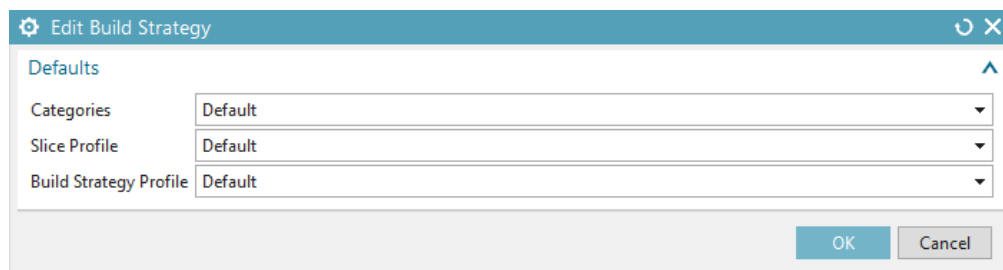 Edit Build Strategy
Defaults
Categories Default
Slice Profile Default
Build Strategy Profile Default
OK Cancel